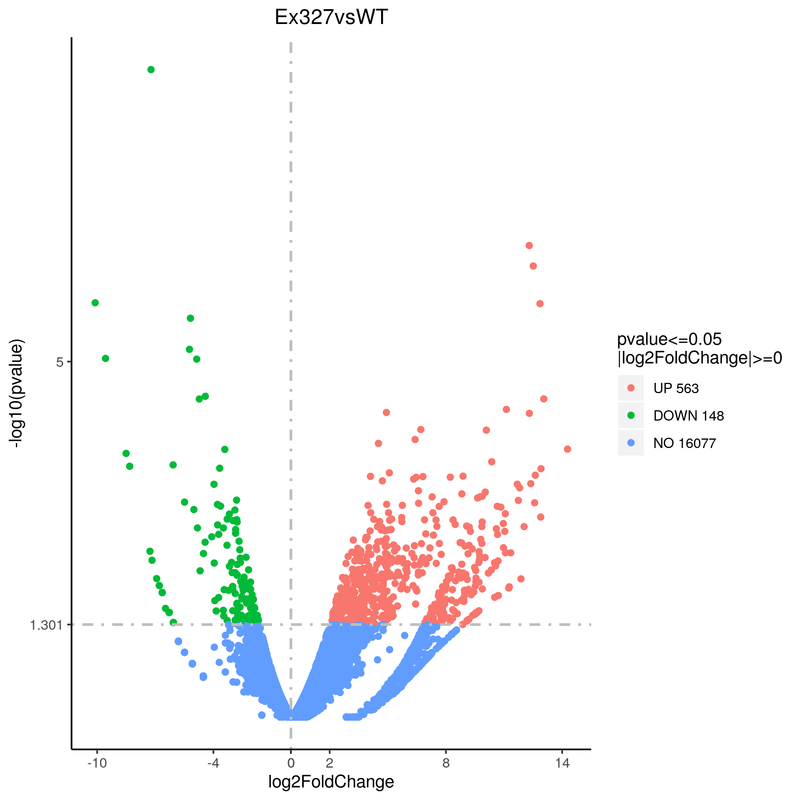 Ex327vsWT
-log10(pvalue)
5
1.301
-10
-4
0
2
8
14
log2FoldChange
pvalue<=0.05
|log2FoldChange|>=0
UP 563
DOWN 148
NO 16077